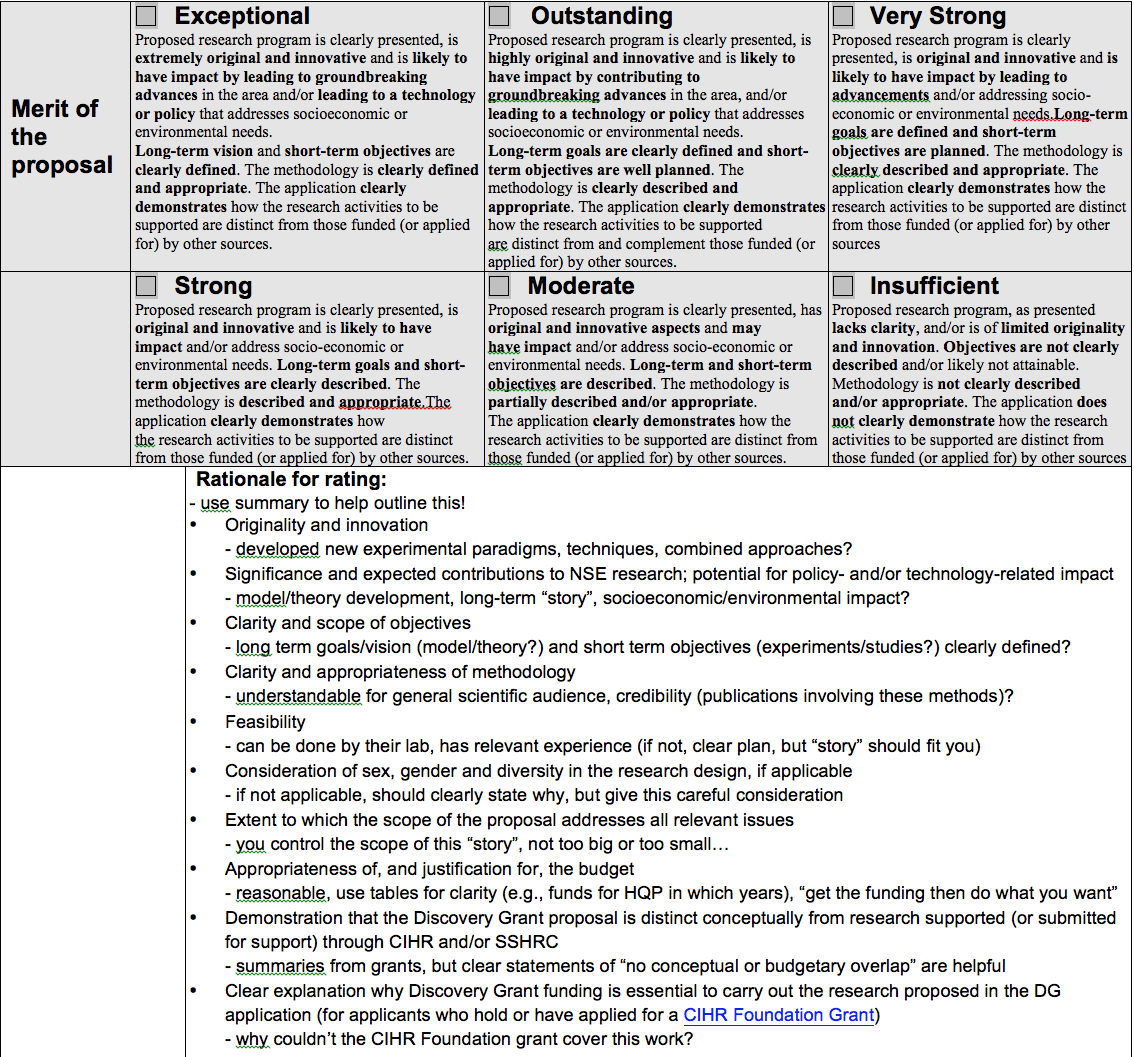 Merit of
the
proposal
Exceptional
Proposed research program is clearly presented, is
extremely original and innovative and is likely to
have impact by leading to groundbreaking
advances in the area and/or leading to a technology
or policy that addresses socioeconomic or
environmental needs.
Long-term vision and short-term objectives are
clearly defined. The methodology is clearly defined
and appropriate. The application clearly
demonstrates how the research activities to be
supported are distinct from those funded (or applied
for) by other sources.
Outstanding
Proposed research program is clearly presented, is
highly original and innovative and is likely to
have impact by contributing to
groundbreaking advances in the area, and/or
leading to a technology or policy that addresses
socioeconomic or environmental needs.
Long-term goals are clearly defined and short-
term objectives are well planned. The
methodology is clearly described and
appropriate. The application clearly demonstrates
how the research activities to be supported
are distinct from and complement those funded (or
applied for) by other sources.
Very Strong
Proposed research program is clearly
presented, is original and innovative and is
likely to have impact by leading to
advancements and/or addressing socio-
economic or environmental needs.Long-term
goals are defined and short-term
objectives are planned. The methodology is
clearly described and appropriate. The
application clearly demonstrates how the
research activities to be supported are distinct
from those funded (or applied for) by other
sources
Strong
Proposed research program is clearly presented, is
original and innovative and is likely to have
impact and/or address socio-economic or
environmental needs. Long-term goals and short-
term objectives are clearly described. The
methodology is described and appropriate.The
application clearly demonstrates how
the research activities to be supported are distinct
from those funded (or applied for) by other sources.
Moderate
Proposed research program is clearly presented, has
original and innovative aspects and may
have impact and/or address socio-economic or
environmental needs. Long-term and short-term
objectives are described. The methodology is
partially described and/or appropriate.
The application clearly demonstrates how the
research activities to be supported are distinct from
those funded (or applied for) by other sources.
Insufficient
Proposed research program, as presented
lacks clarity, and/or is of limited originality
and innovation. Objectives are not clearly
described and/or likely not attainable.
Methodology is not clearly described
and/or appropriate. The application does
not clearly demonstrate how the research
activities to be supported are distinct from
those funded (or applied for) by other sources
Rationale for rating:
- use summary to help outline this!
• Originality and innovation
- developed new experimental paradigms, techniques, combined approaches?
• Significance and expected contributions to NSE research; potential for policy- and/or technology-related impact
- model/theory development, long-term “story”, socioeconomic/environmental impact?
• Clarity and scope of objectives
- long term goals/vision (model/theory?) and short term objectives (experiments/studies?) clearly defined?
• Clarity and appropriateness of methodology
- understandable for general scientific audience, credibility (publications involving these methods)?
• Feasibility
- can be done by their lab, has relevant experience (if not, clear plan, but “story” should fit you)
• Consideration of sex, gender and diversity in the research design, if applicable
- if not applicable, should clearly state why, but give this careful consideration
• Extent to which the scope of the proposal addresses all relevant issues
- you control the scope of this “story”, not too big or too small…
• Appropriateness of, and justification for, the budget
- reasonable, use tables for clarity (e.g., funds for HQP in which years), “get the funding then do what you want”
• Demonstration that the Discovery Grant proposal is distinct conceptually from research supported (or submitted
for support) through CIHR and/or SSHRC
- summaries from grants, but clear statements of “no conceptual or budgetary overlap” are helpful
• Clear explanation why Discovery Grant funding is essential to carry out the research proposed in the DG
application (for applicants who hold or have applied for a CIHR Foundation Grant)
- why couldn’t the CIHR Foundation grant cover this work?